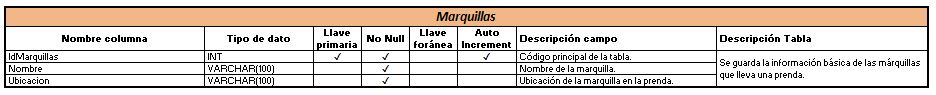 Marquillas
Nombre columna Tipo de dato Llave primaria No Null Llave foránea Auto Increment Descripción campo Descripción Tabla
IdMarquillas INT ✓ ✓ ✓ Código principal de la tabla.
Nombre VARCHAR(100) ✓ Nombre de la marquilla.
Ubicacion VARCHAR(100) ✓ Ubicación de la marquilla en la prenda.
Se guarda la información básica de las márquillas
que lleva una prenda.